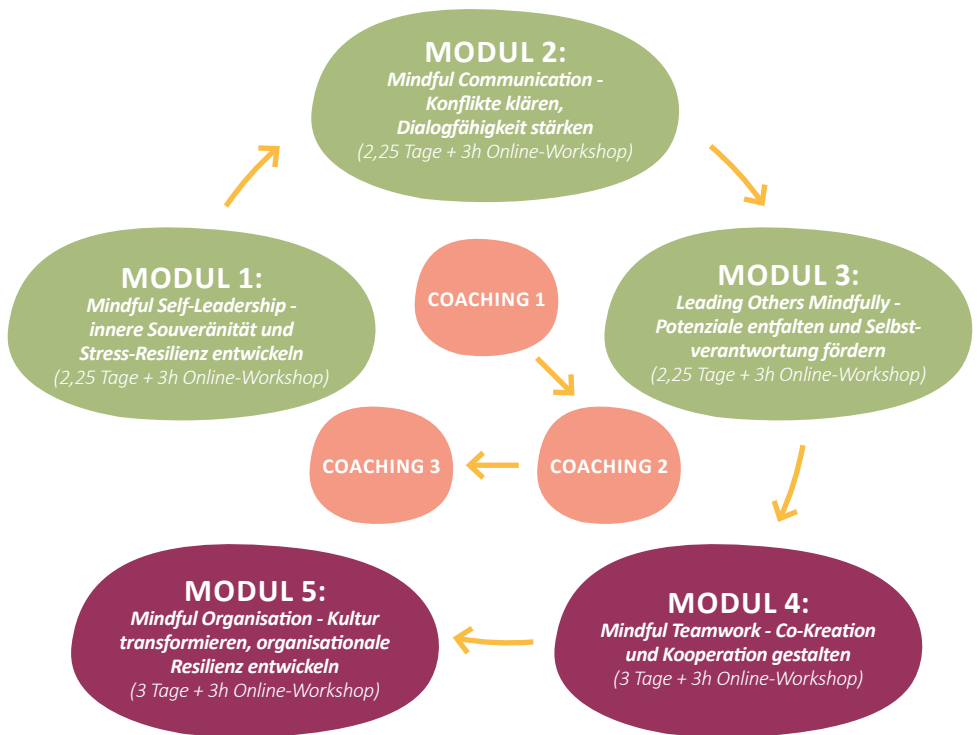 MODUL 2:
Mindful Communication -
Konflikte klären,
Dialogfähigkeit stärken
(2,25 Tage + 3h Online-Workshop)
MODUL 1:
Mindful Self-Leadership -
innere Souveränität und
Stress-Resilienz entwickeln
(2,25 Tage + 3h Online-Workshop)
COACHING 1
MODUL 3:
Leading Others Mindfully -
Potenziale entfalten und Selbst-
verantwortung fördern
(2,25 Tage + 3h Online-Workshop)
COACHING 3
COACHING 2
MODUL 5:
Mindful Organisation - Kultur
transformieren, organisationale
Resilienz entwickeln
(3 Tage + 3h Online-Workshop)
MODUL 4:
Mindful Teamwork - Co-Kreation
und Kooperation gestalten
(3 Tage + 3h Online-Workshop)